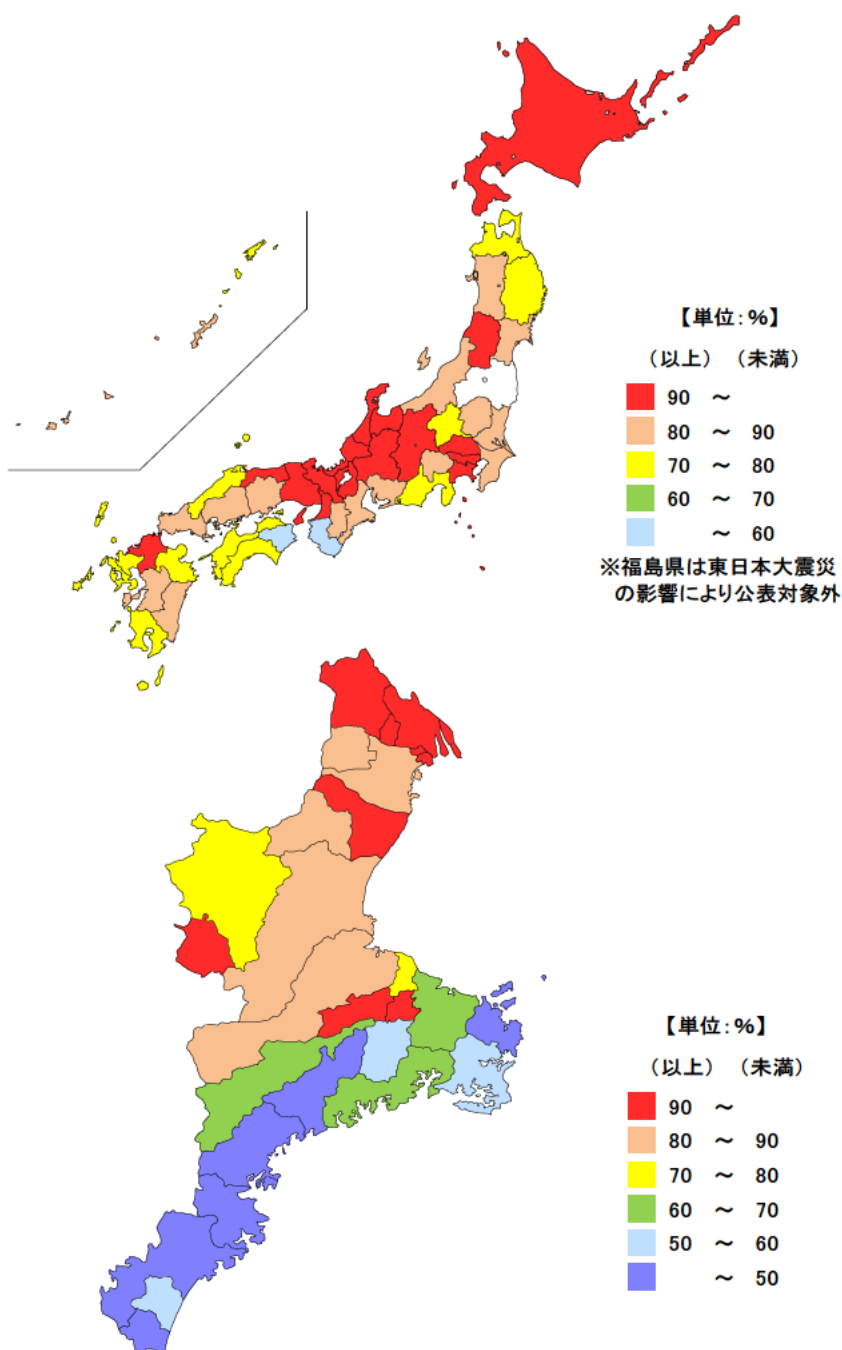 【単位:%】
（以上）（未満）
90 ～
80 ～ 90
70 ～ 80
60 ～ 70
～ 60
※福島県は東日本大震災
の影響により公表対象外
【単位:%】
（以上）（未満）
90 ～
80 ～ 90
70 ～ 80
60 ～ 70
50 ～ 60
～ 50